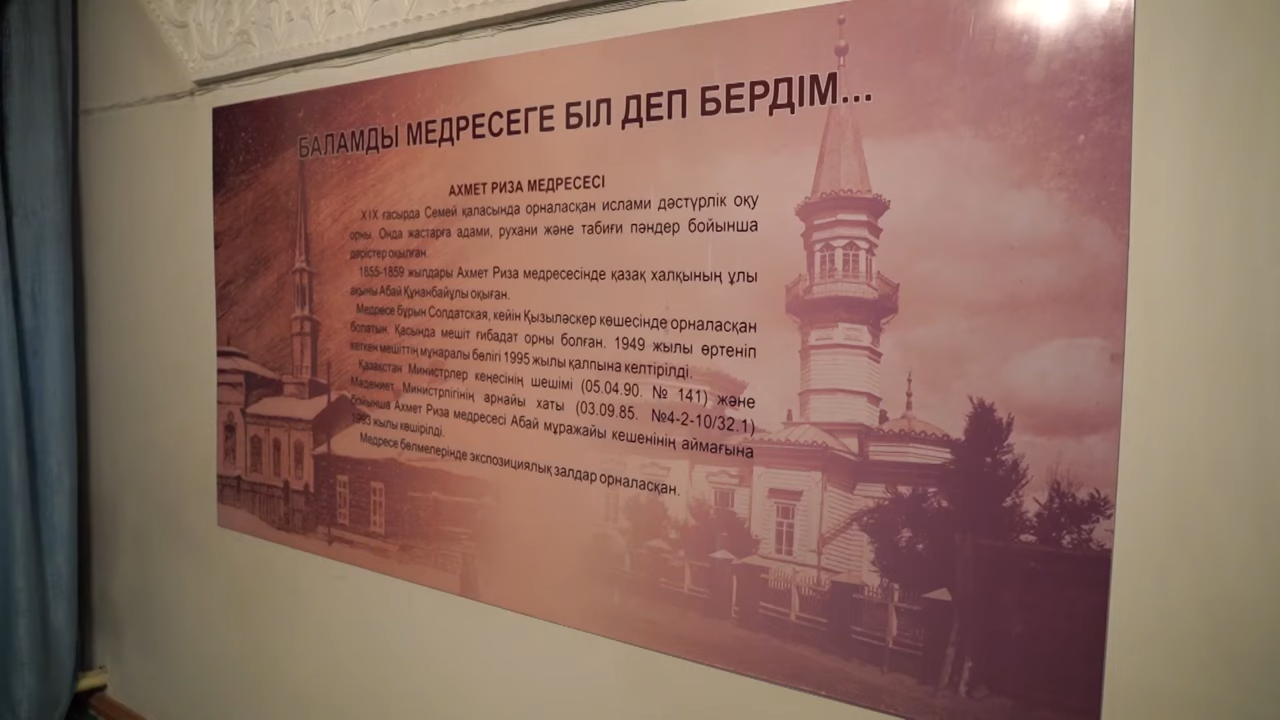 БАЛАМДЫ МЕДРЕСЕГЕ БІЛ ДЕП БЕРДІМ...
АХМЕТ РИЗА МЕДРЕСЕСІ
XIX ғасырда Семей қаласында орналасқан ислами дәстүрлік оқу
орны. Онда жастарға адами, рухани және табиғи пәндер бойынша
дәрістер оқылған.
1855-1859 жылдары Ахмет Риза медресесінде қазақ халқының ұлы
ақыны Абай Құнанбайұлы оқыған.
Медресе бұрын Солдатская, кейін Қызыләскер көшесінде орналасқан
болатын. Қасында мешіт ғибадат орны болған. 1949 жылы өртеніп
кеткен мешіттің мұнаралы бөлігі 1995 жылы қалпына келтірілді.
Қазақстан Министрлер кеңесінің шешімі (05.04.90. № 141) және
Мәдениет Министрлігінің арнайы хаты (03.09.85. №4-2-10/32.1)
бойынша Ахмет Риза медресесі Абай мұражайы кешенінің аймағына
1993 жылы көшірілді.
Медресе бөлмелерінде экспозициялық залдар орналасқан.